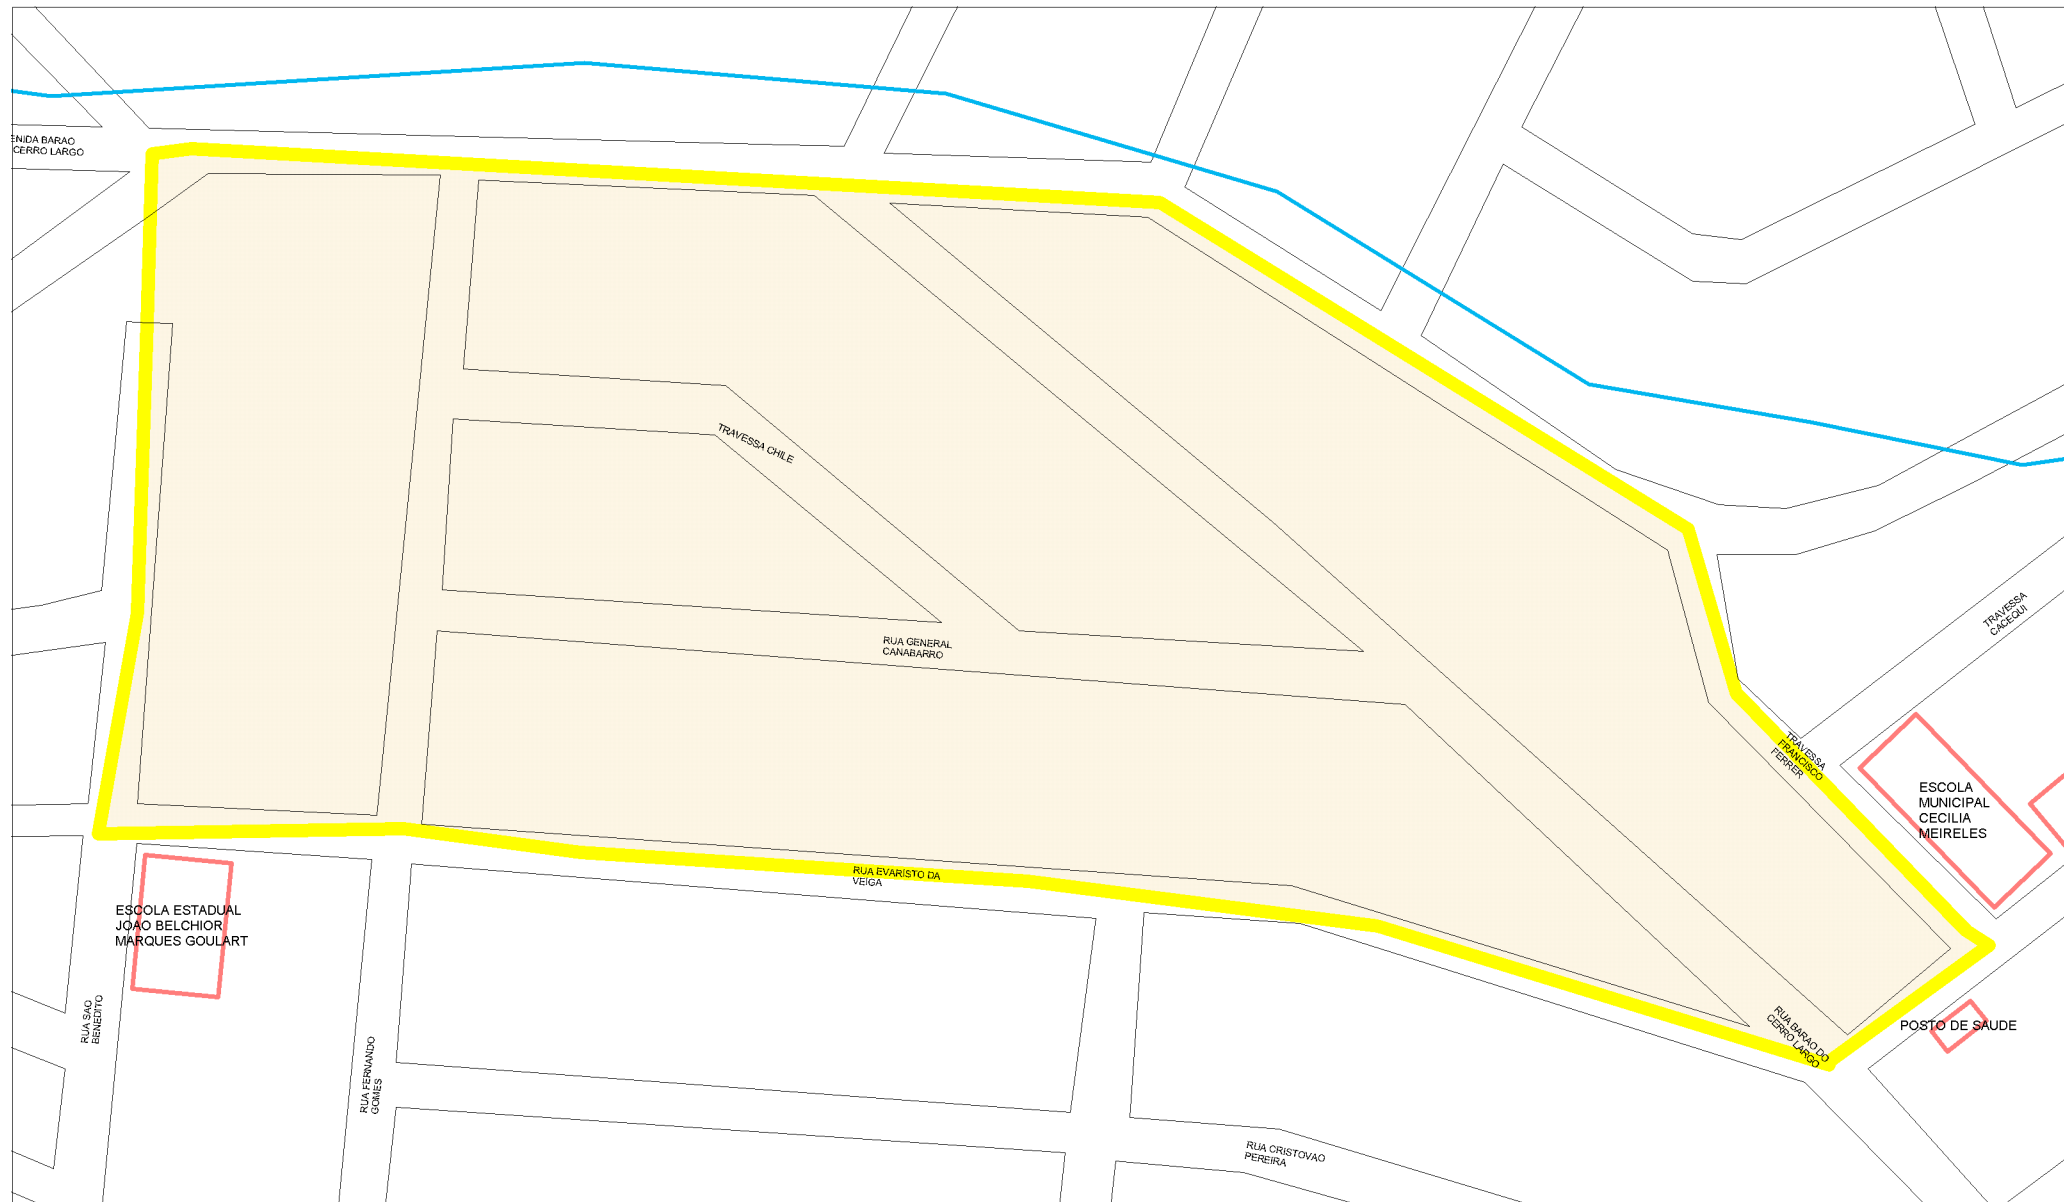 ENIDA BARAO
CERRO LARGO
TRAVESSA CHILE
TRAVESSA
CACEQUI
RUA GENERAL
CANABARRO
TRAVESSA
FRANCISCO
FERRER
ESCOLA
MUNICIPAL
CECILIA
MEIRELES
RUA EVARISTO DA
VEIGA
ESCOLA ESTADUAL
JOAO BELCHIOR
MARQUES GOULART
RUA SAO
BENEDITO
RUA BARAO DO
CERRO LARGO
POSTO DE SAUDE
RUA FERNANDO
GOMES
RUA CRISTOVAO
PEREIRA